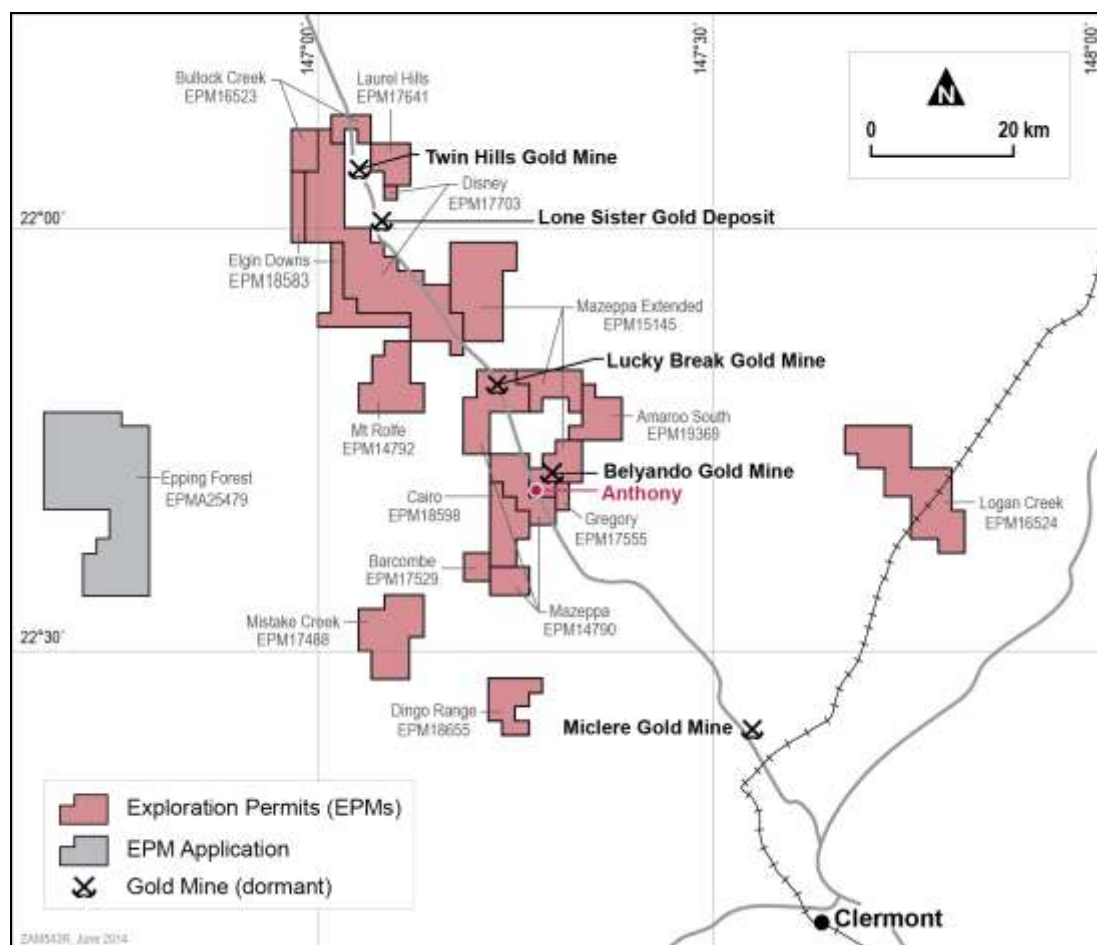 147°00'
147°30'
148°00'
Bullock Creek
EPM16523
Laurel Hills
EPM17641
N
0 20 km
Twin Hills Gold Mine
Disney
EPM17703
Lone Sister Gold Deposit
22°00'
Elgin Downs
EPM18583
Mazeppa Extended
EPM15145
Lucky Break Gold Mine
Mt Rolfe
EPM14792
Amaroo South
EPM19369
Epping Forest
EPMA25479
Belyando Gold Mine
Anthony
Cairo
EPM18598
Gregory
EPM17555
Logan Creek
EPM16524
Barcombe
EPM17529
Mazeppa
EPM14790
Mistake Creek
EPM17488
22°30'
Dingo Range
EPM18655
Miclere Gold Mine
Exploration Permits (EPMs)
EPM Application
Gold Mine (dormant)
Clermont
ZAM543R, June 2014